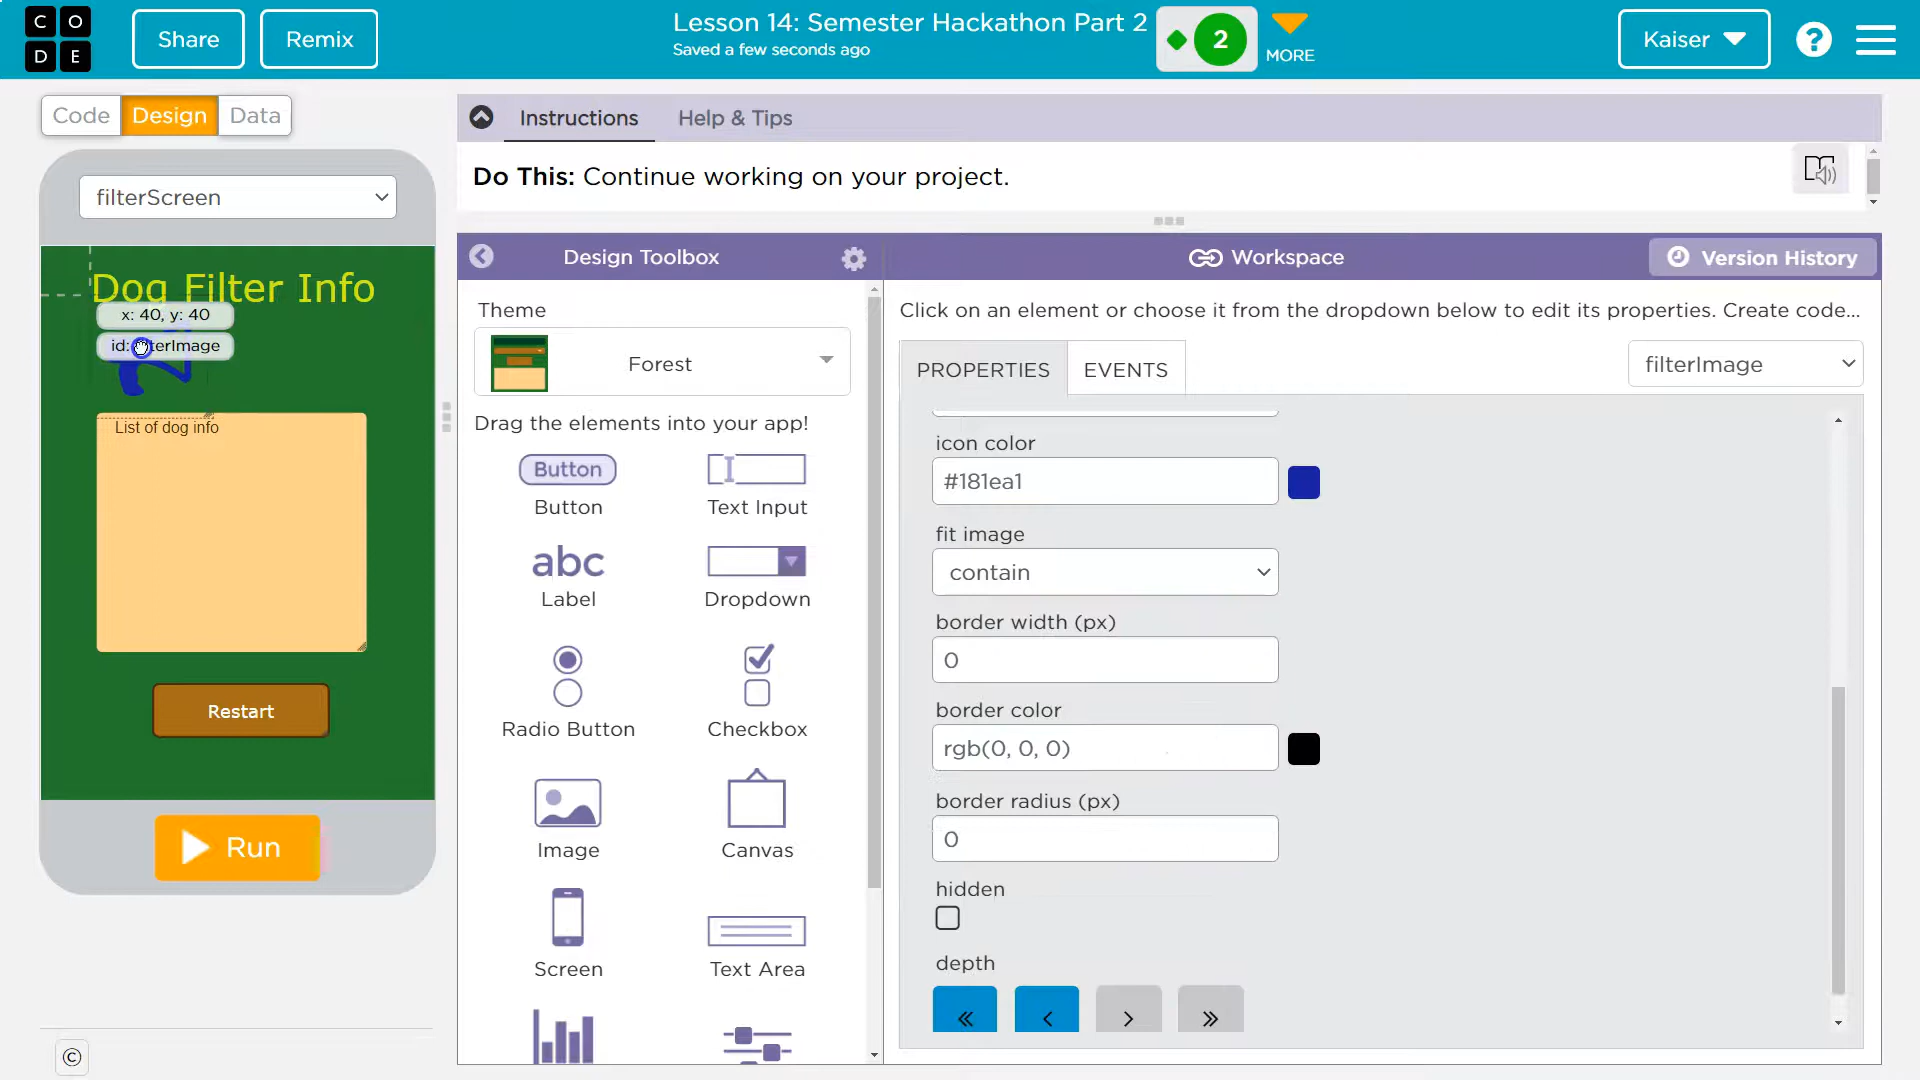 CODE
Share
Remix
Lesson 14: Semester Hackathon Part 2
Saved a few seconds ago
2
MORE
Kaiser
?
Code
Design
Data
Instructions
Help & Tips
Do This: Continue working on your project.
filterScreen
Dog Filter Info
x: 40, y: 40
id: filterImage
List of dog info
Restart
Run
©
Design Toolbox
Workspace
Version History
Theme
Forest
Drag the elements into your app!
Button
Button
Text Input
abc
Label
Dropdown
Radio Button
Checkbox
Image
Canvas
Screen
Text Area
Click on an element or choose it from the dropdown below to edit its properties. Create code...
PROPERTIES
EVENTS
filterImage
icon color
#181ea1
fit image
contain
border width (px)
0
border color
rgb(0, 0, 0)
border radius (px)
0
hidden
depth